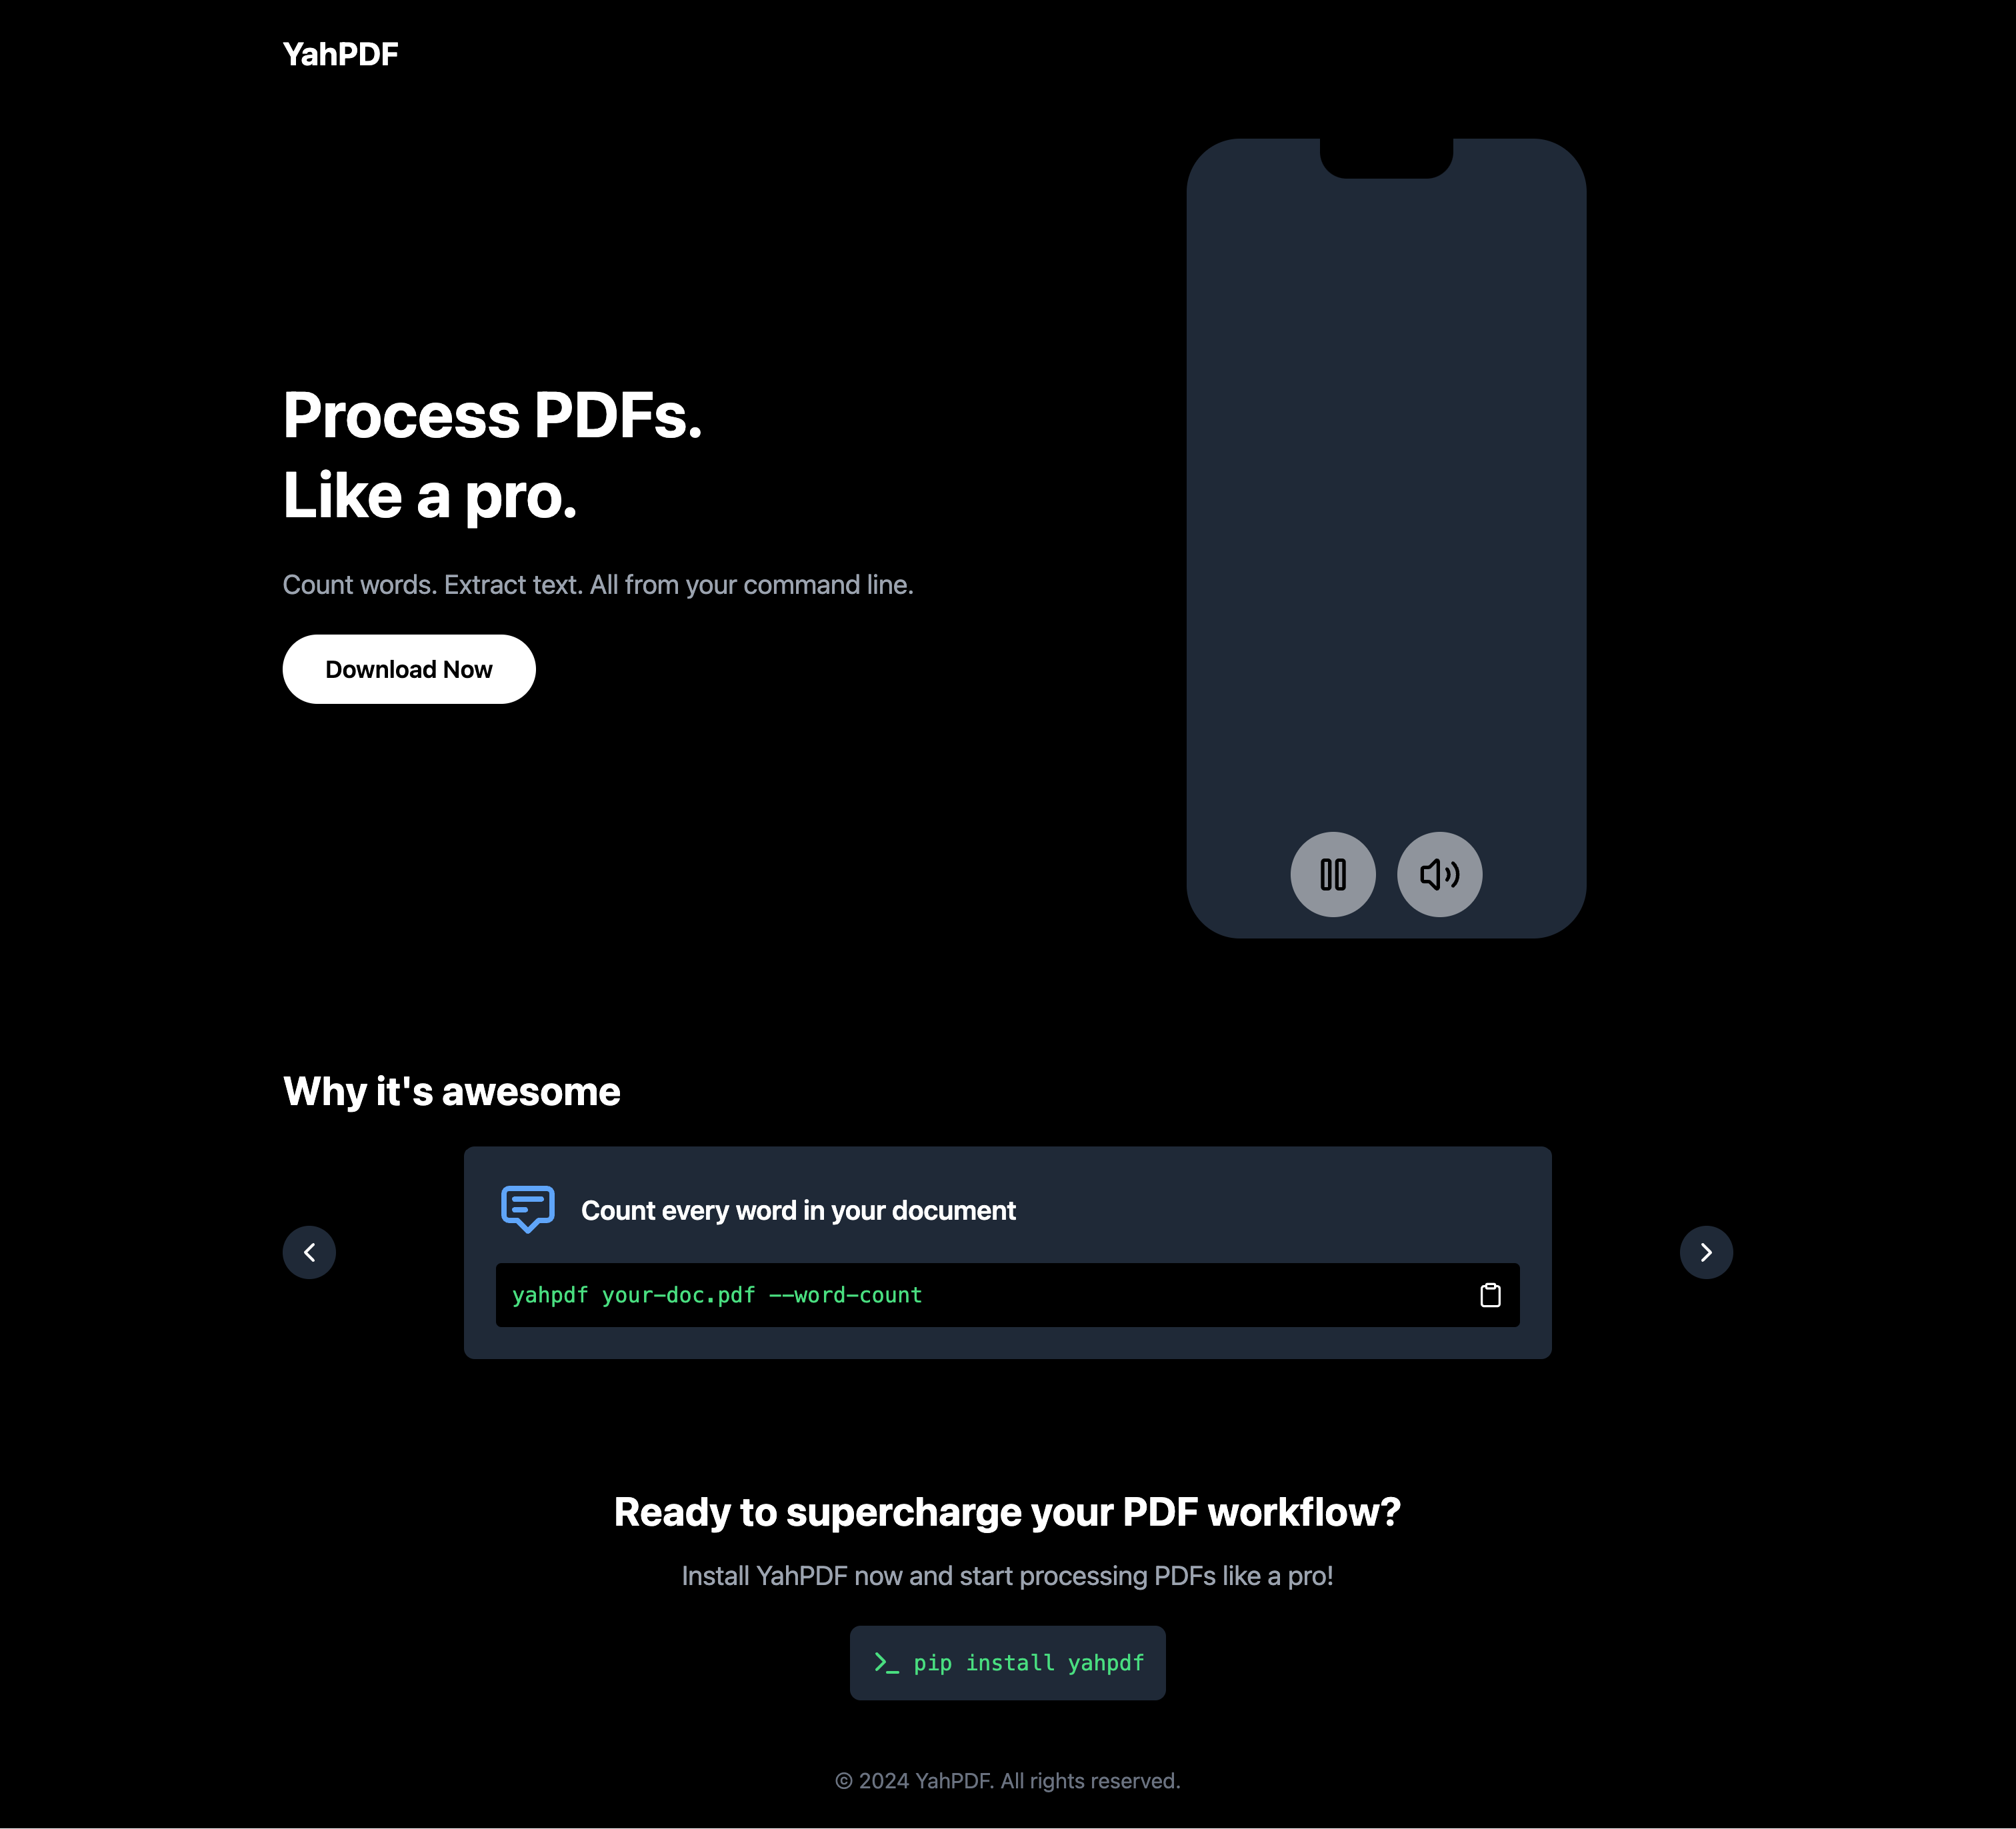 YahPDF
Process PDFs.
Like a pro.
Count words. Extract text. All from your command line.
Download Now
Why it's awesome
Count every word in your document
yahpdf your-doc.pdf --word-count
Ready to supercharge your PDF workflow?
Install YahPDF now and start processing PDFs like a pro!
>_ pip install yahpdf
© 2024 YahPDF. All rights reserved.